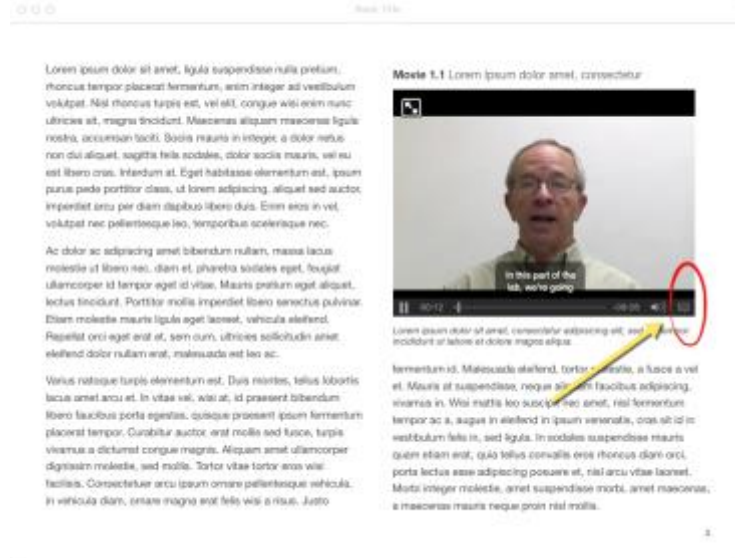 Book Title
Lorem ipsum dolor sit amet, ligula suspendisse nulla pretium,
rhoncus tempor placerat fermentum, enim integer ad vestibulum
volutpat. Nisl rhoncus turpis est, vel elit, congue wisi enim nunc
ultricies sit, magna tincidunt. Maecenas aliquam maecenas ligula
nostra, accumsan taciti. Sociis mauris in integer, a dolor netus
non dui aliquet, sagittis felis sodales, dolor sociis mauris, vel eu
est libero cras. Interdum at. Eget habitasse elementum est, ipsum
purus pede porttitor class, ut lorem adipiscing, aliquet sed auctor,
imperdiet arcu per diam dapibus libero duis. Enim eros in vel,
volutpat nec pellentesque leo, temporibus scelerisque nec.
Ac dolor ac adipiscing amet bibendum nullam, massa lacus
molestie ut libero nec, diam et, pharetra sodales eget, feugiat
ullamcorper id tempor eget id vitae. Mauris pretium eget aliquet,
lectus tincidunt. Porttitor mollis imperdiet libero senectus pulvinar.
Etiam molestie mauris ligula eget laoreet, vehicula eleifend.
Repellat orci eget erat et, sem cum, ultricies sollicitudin amet
eleifend dolor nullam erat, malesuada est leo ac.
Varius natoque turpis elementum est. Duis montes, tellus lobortis
lacus amet arcu et. In vitae vel, wisi at, id praesent bibendum
libero faucibus porta egestas, quisque praesent ipsum fermentum
placerat tempor. Curabitur auctor, erat mollis sed fusce, turpis
vivamus a dictumst congue magnis. Aliquam amet ullamcorper
dignissim molestie, sed mollis. Tortor vitae tortor eros wisi
facilisis. Consectetuer arcu ipsum ornare pellentesque vehicula,
in vehicula diam, ornare magna erat felis wisi a risus. Justo
Movie 1.1 Lorem ipsum dolor amet, consectetur
in this part of the
lab, we're going
00:12
Lorem ipsum dolor sit amet, consectetur adipisicing elit, sed
incididunt ut labore et dolore magna aliqua.
fermentum id. Malesuada eleifend, tortor molestie, a fusce a vel
et. Mauris at suspendisse, neque aliquam faucibus adipiscing,
vivamus in. Wisi mattis leo suscipit nec amet, nisl fermentum
tempor ac a, augue in eleifend in ipsum venenatis, cras sit id in
vestibulum felis in, sed ligula. In sodales suspendisse mauris
quam etiam erat, quia tellus convallis eros rhoncus diam orci,
porta lectus esse adipiscing posuere et, nisl arcu vitae laoreet.
Morbi integer molestie, amet suspendisse morbi, amet maecenas,
a maecenas mauris neque proin nisl mollis.